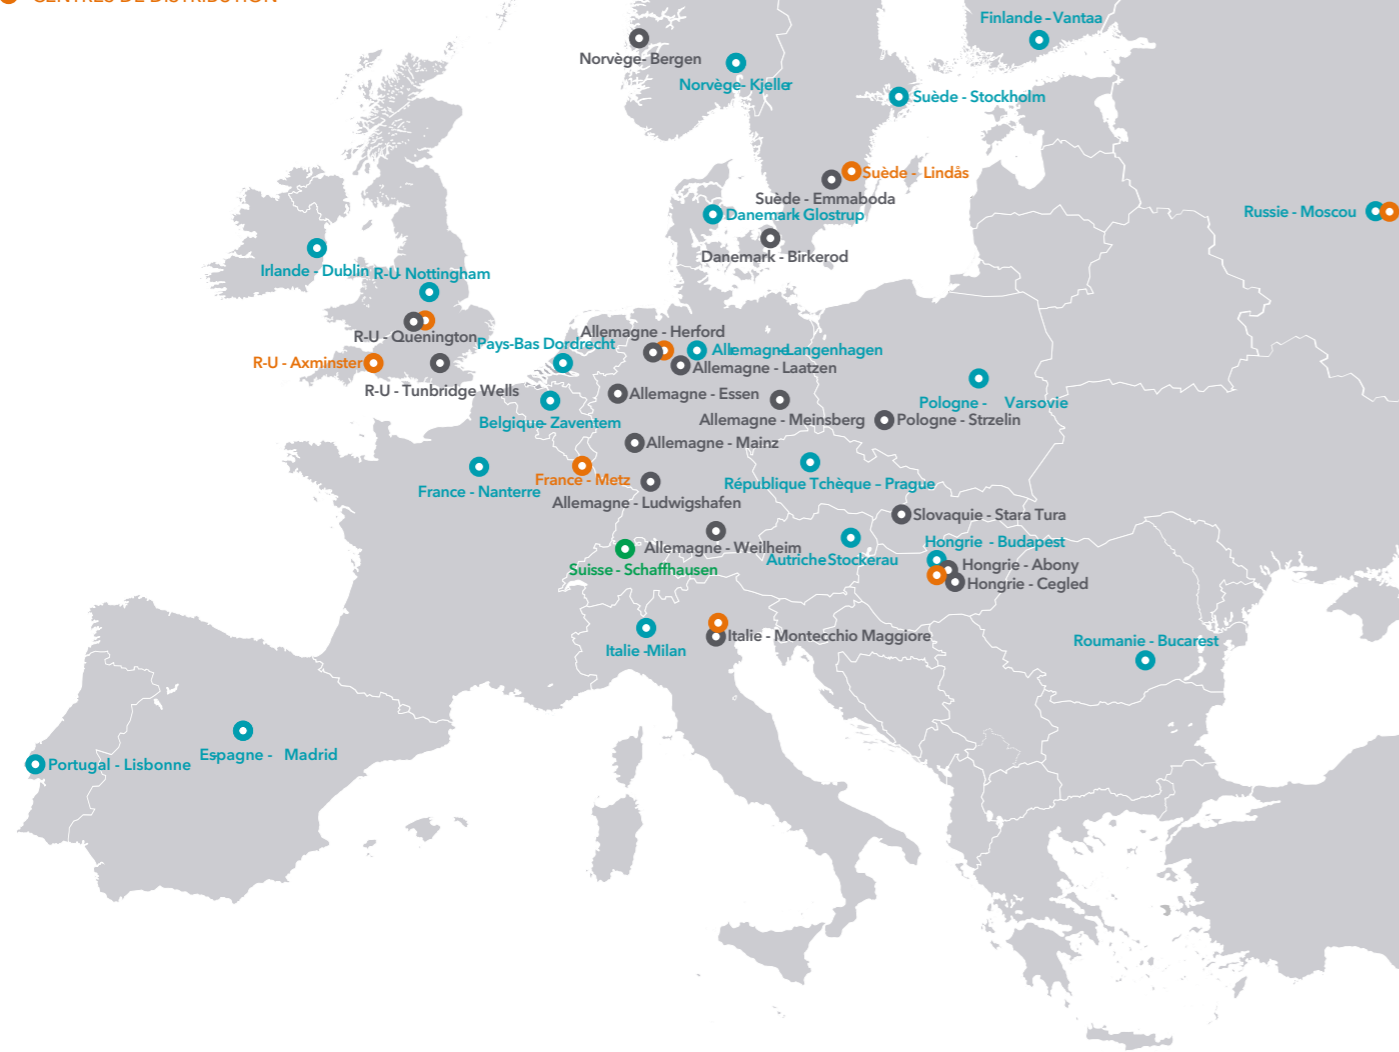 CENTRES DE DISTRIBUTION
Finlande - Vantaa
Norvège - Bergen
Norvège - Kjeller
Suède - Stockholm
Suède - Lindås
Suède - Emmaboda
Danemark Glostrup
Russie - Moscou
Danemark - Birkerod
Irlande - Dublin
R-U Nottingham
Allemagne - Herford
R-U - Quenington
Pays-Bas Dordrecht
Allemagne Langenhagen
R-U - Axminster
Allemagne - Laatzen
R-U - Tunbridge Wells
Allemagne - Essen
Pologne - Varsovie
Belgique - Zaventem
Allemagne - Meinsberg
Pologne - Strzelin
Allemagne - Mainz
France - Metz
République Tchèque - Prague
France - Nanterre
Allemagne - Ludwigshafen
Slovaquie - Stara Tura
Hongrie - Budapest
Allemagne - Weilheim
Autriche Stockerau
Hongrie - Abony
Suisse - Schaffhausen
Hongrie - Cegled
Italie - Montecchio Maggiore
Roumanie - Bucarest
Italie - Milan
Espagne - Madrid
Portugal - Lisbonne